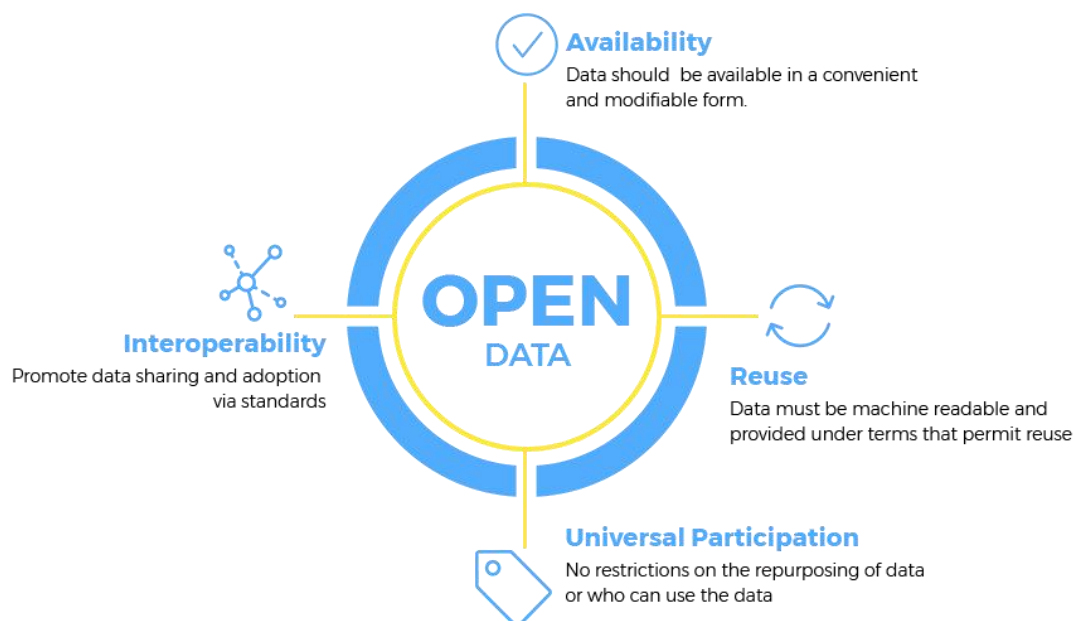 Availability
Data should be available in a convenient
and modifiable form.
OPEN
DATA
Interoperability
Promote data sharing and adoption
via standards
Reuse
Data must be machine readable and
provided under terms that permit reuse
Universal Participation
No restrictions on the repurposing of data
or who can use the data